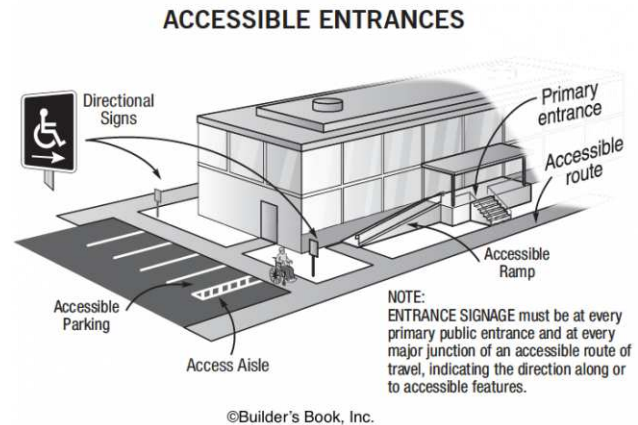 ACCESSIBLE ENTRANCES
Directional
Signs
Primary
entrance
Accessible
route
Accessible
Ramp
Accessible
Parking
Access Aisle
NOTE:
ENTRANCE SIGNAGE must be at every
primary public entrance and at every
major junction of an accessible route of
travel, indicating the direction along or
to accessible features.
©Builder's Book, Inc.